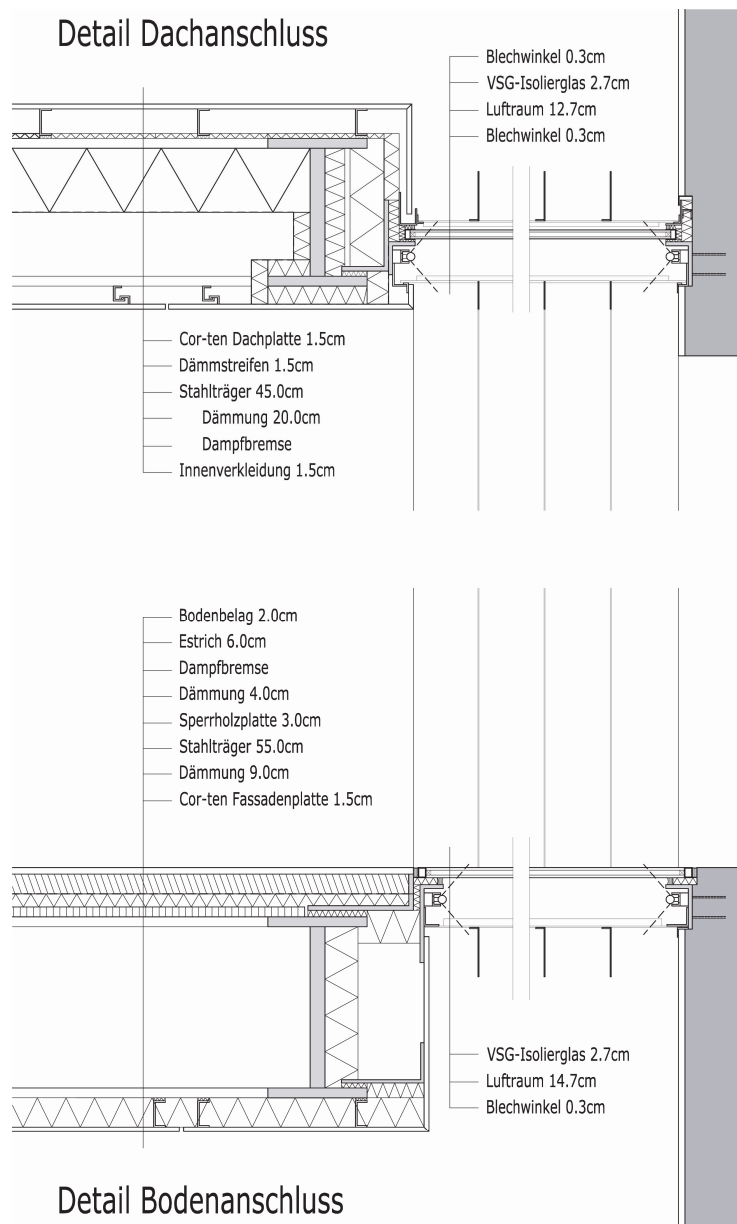 Detail Dachanschluss
Blechwinkel 0.3cm
VSG-Isolierglas 2.7cm
Luftraum 12.7cm
Blechwinkel 0.3cm
Cor-ten Dachplatte 1.5cm
Dämmstreifen 1.5cm
Stahlträger 45.0cm
Dämmung 20.0cm
Dampfbremse
Innenverkleidung 1.5cm
Bodenbelag 2.0cm
Estrich 6.0cm
Dampfbremse
Dämmung 4.0cm
Sperrholzplatte 3.0cm
Stahlträger 55.0cm
Dämmung 9.0cm
Cor-ten Fassadenplatte 1.5cm
VSG-Isolierglas 2.7cm
Luftraum 14.7cm
Blechwinkel 0.3cm
Detail Bodenanschluss